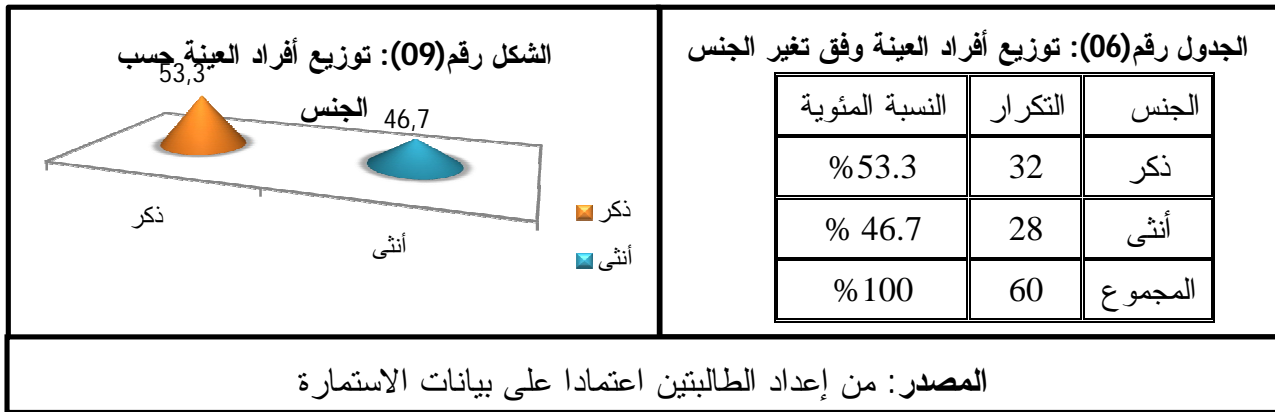 الجدول رقم(06): توزيع أفراد العينة وفق تغير الجنس
الجنس التكرار النسبة المئوية
ذكر 32 %53.3
أنثى 28 % 46.7
المجموع 60 %100
الشكل رقم(09): توزيع أفراد العينة حسب
الجنس
53,3
46,7
ذكر
أنثى
ذكر
أنثى
المصدر: من إعداد الطالبتين اعتمادا على بيانات الاستمارة